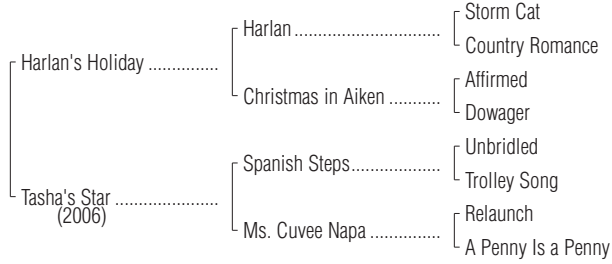 Storm Cat
Harlan ................................
Country Romance
Harlan's Holiday ...............
Affirmed
Christmas in Aiken ...........
Dowager
Unbridled
Spanish Steps...................
Trolley Song
Tasha's Star ......................
(2006)
Relaunch
Ms. Cuvee Napa ...............
A Penny Is a Penny